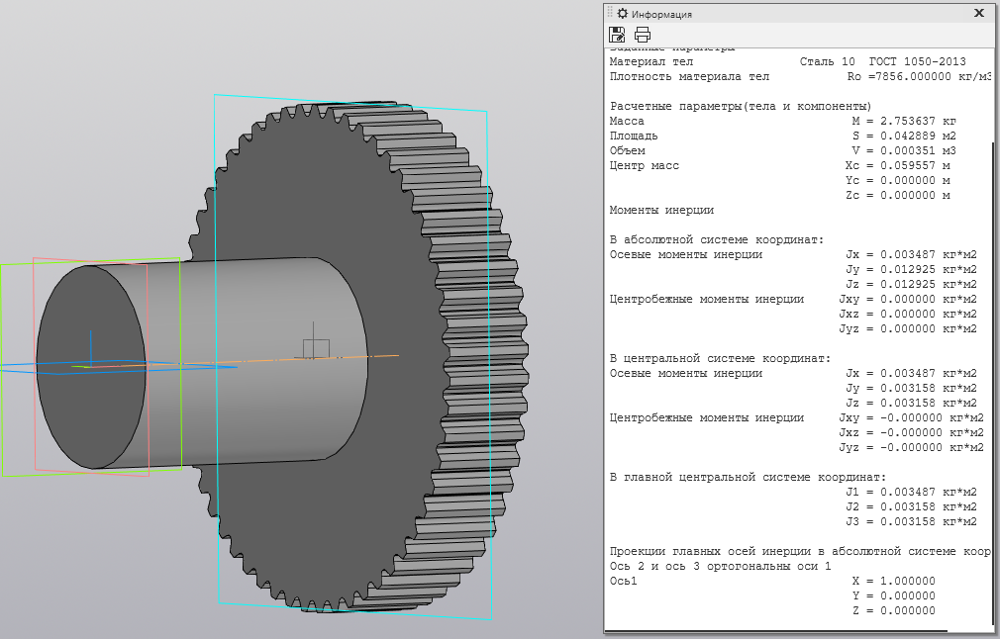 Информация
Заданные параметры
Материал тел Сталь 10 ГОСТ 1050-2013
Плотность материала тел Ro =7856.000000 кг/м3
Расчетные параметры(тела и компоненты)
Масса M = 2.753637 кг
Площадь S = 0.042889 м2
Объем V = 0.000351 м3
Центр масс Xc = 0.059557 м
Yc = 0.000000 м
Zc = 0.000000 м
Моменты инерции
В абсолютной системе координат:
Осевые моменты инерции Jx = 0.003487 кг*м2
Jy = 0.012925 кг*м2
Jz = 0.012925 кг*м2
Центробежные моменты инерции Jxy = 0.000000 кг*м2
Jxz = 0.000000 кг*м2
Jyz = 0.000000 кг*м2
В центральной системе координат:
Осевые моменты инерции Jx = 0.003487 кг*м2
Jy = 0.003158 кг*м2
Jz = 0.003158 кг*м2
Центробежные моменты инерции Jxy = -0.000000 кг*м2
Jxz = -0.000000 кг*м2
Jyz = -0.000000 кг*м2
В главной центральной системе координат:
J1 = 0.003487 кг*м2
J2 = 0.003158 кг*м2
J3 = 0.003158 кг*м2
Проекции главных осей инерции в абсолютной системе коор
Ось 2 и ось 3 ортогональны оси 1
Ось1 X = 1.000000
Y = 0.000000
Z = 0.000000